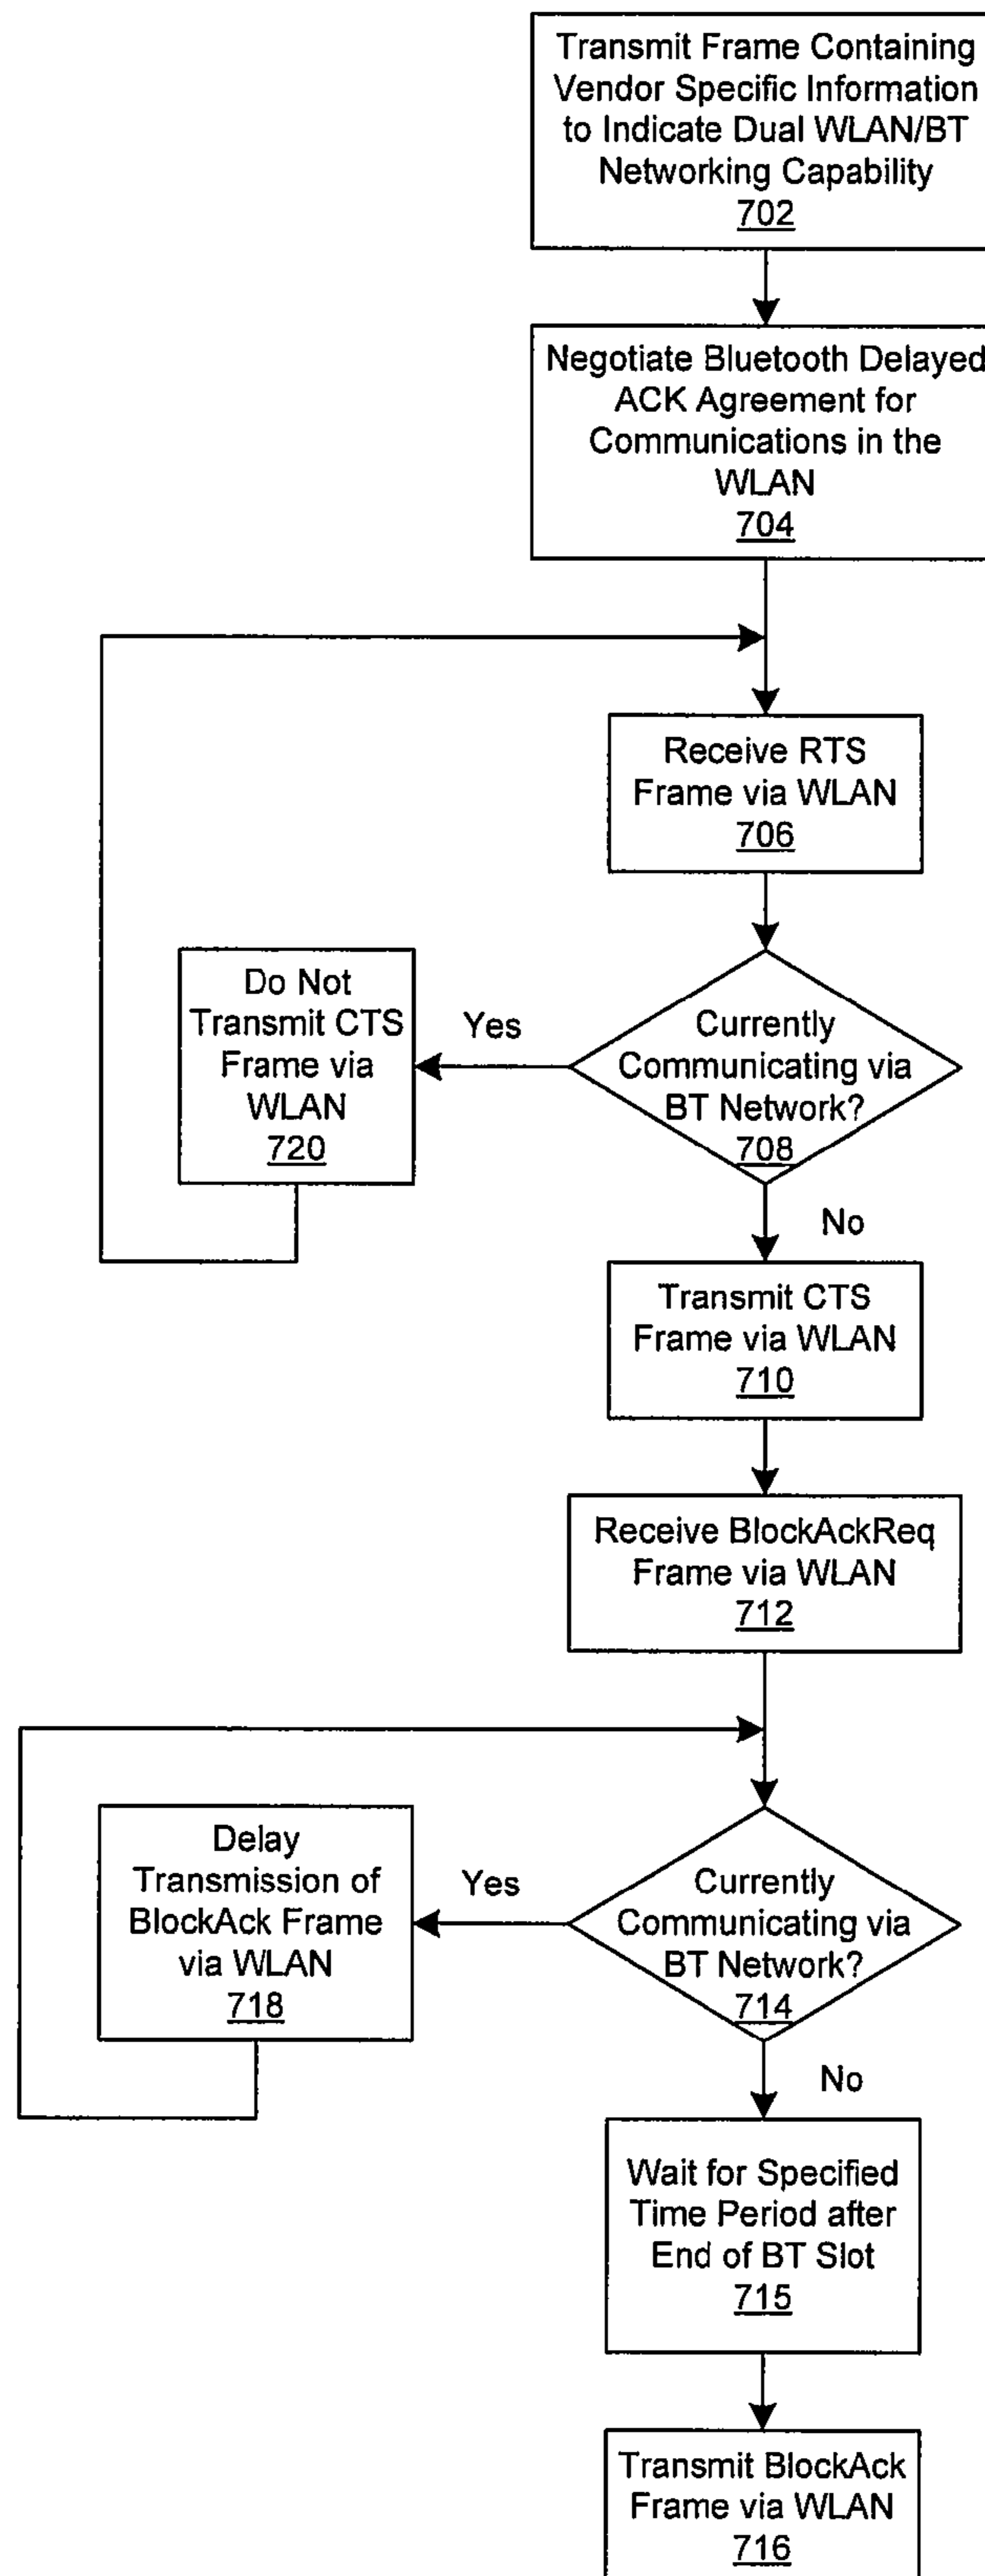 Transmit Frame Containing
Vendor Specific Information
to Indicate Dual WLAN/BT
Networking Capability
702
Negotiate Bluetooth Delayed
ACK Agreement for
Communications in the
WLAN
704
Receive RTS
Frame via WLAN
706
Do Not
Transmit CTS
Frame via
WLAN
720
Yes
Currently
Communicating via
BT Network?
708
No
Transmit CTS
Frame via WLAN
710
Receive BlockAckReq
Frame via WLAN
712
Delay
Transmission of
BlockAck Frame
via WLAN
718
Yes
Currently
Communicating via
BT Network?
714
No
Wait for Specified
Time Period after
End of BT Slot
715
Transmit BlockAck
Frame via WLAN
716